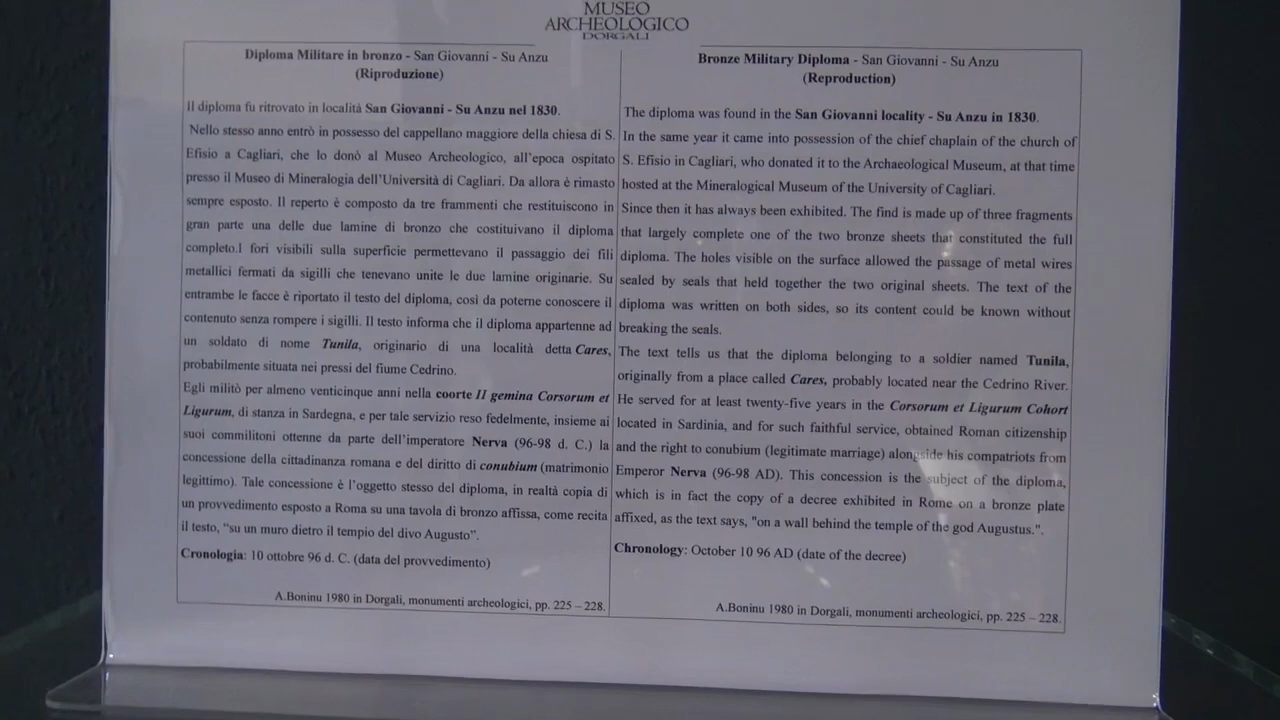 MUSEO
ARCHEOLOGICO
DORGALI
Diploma Militare in bronzo - San Giovanni - Su Anzu
(Riproduzione)
Il diploma fu ritrovato in località San Giovanni - Su Anzu nel 1830.
Nello stesso anno entrò in possesso del cappellano maggiore della chiesa di S.
Efisio a Cagliari, che lo donò al Museo Archeologico, all'epoca ospitato
presso il Museo di Mineralogia dell'Università di Cagliari. Da allora è rimasto
sempre esposto. Il reperto è composto da tre frammenti che restituiscono in
gran parte una delle due lamine di bronzo che costituivano il diploma
completo.I fori visibili sulla superficie permettevano il passaggio dei fili
metallici fermati da sigilli che tenevano unite le due lamine originarie. Su
entrambe le facce è riportato il testo del diploma, così da poterne conoscere il
contenuto senza rompere i sigilli. Il testo informa che il diploma appartenne ad
un soldato di nome Tunila, originario di una località detta Cares,
probabilmente situata nei pressi del fiume Cedrino.
Egli militò per almeno venticinque anni nella coorte II gemina Corsorum et
Ligurum, di stanza in Sardegna, e per tale servizio reso fedelmente, insieme ai
suoi commilitoni ottenne da parte dell'imperatore Nerva (96-98 d. C.) la
concessione della cittadinanza romana e del diritto di conubium (matrimonio
legittimo). Tale concessione è l'oggetto stesso del diploma, in realtà copia di
un provvedimento esposto a Roma su una tavola di bronzo affissa, come recita
il testo, "su un muro dietro il tempio del divo Augusto".
Cronologia: 10 ottobre 96 d. C. (data del provvedimento)
A.Boninu 1980 in Dorgali, monumenti archeologici, pp. 225 – 228.
Bronze Military Diploma - San Giovanni - Su Anzu
(Reproduction)
The diploma was found in the San Giovanni locality - Su Anzu in 1830.
In the same year it came into possession of the chief chaplain of the church of
S. Efisio in Cagliari, who donated it to the Archaeological Museum, at that time
hosted at the Mineralogical Museum of the University of Cagliari.
Since then it has always been exhibited. The find is made up of three fragments
that largely complete one of the two bronze sheets that constituted the full
diploma. The holes visible on the surface allowed the passage of metal wires
sealed by seals that held together the two original sheets. The text of the
diploma was written on both sides, so its content could be known without
breaking the seals.
The text tells us that the diploma belonging to a soldier named Tunila,
originally from a place called Cares, probably located near the Cedrino River.
He served for at least twenty-five years in the Corsorum et Ligurum Cohort
located in Sardinia, and for such faithful service, obtained Roman citizenship
and the right to conubium (legitimate marriage) alongside his compatriots from
Emperor Nerva (96-98 AD). This concession is the subject of the diploma,
which is in fact the copy of a decree exhibited in Rome on a bronze plate
affixed, as the text says, "on a wall behind the temple of the god Augustus.".
Chronology: October 10 96 AD (date of the decree)
A.Boninu 1980 in Dorgali, monumenti archeologici, pp. 225 – 228.